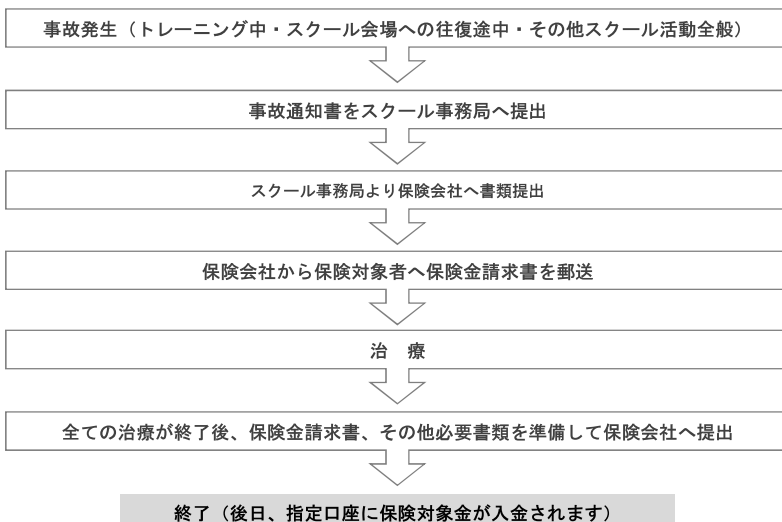 事故発生（トレーニング中・スクール会場への往復途中・その他スクール活動全般）
事故通知書をスクール事務局へ提出
スクール事務局より保険会社へ書類提出
保険会社から保険対象者へ保険金請求書を郵送
治　療
全ての治療が終了後、保険金請求書、その他必要書類を準備して保険会社へ提出
終了（後日、指定口座に保険対象金が入金されます）